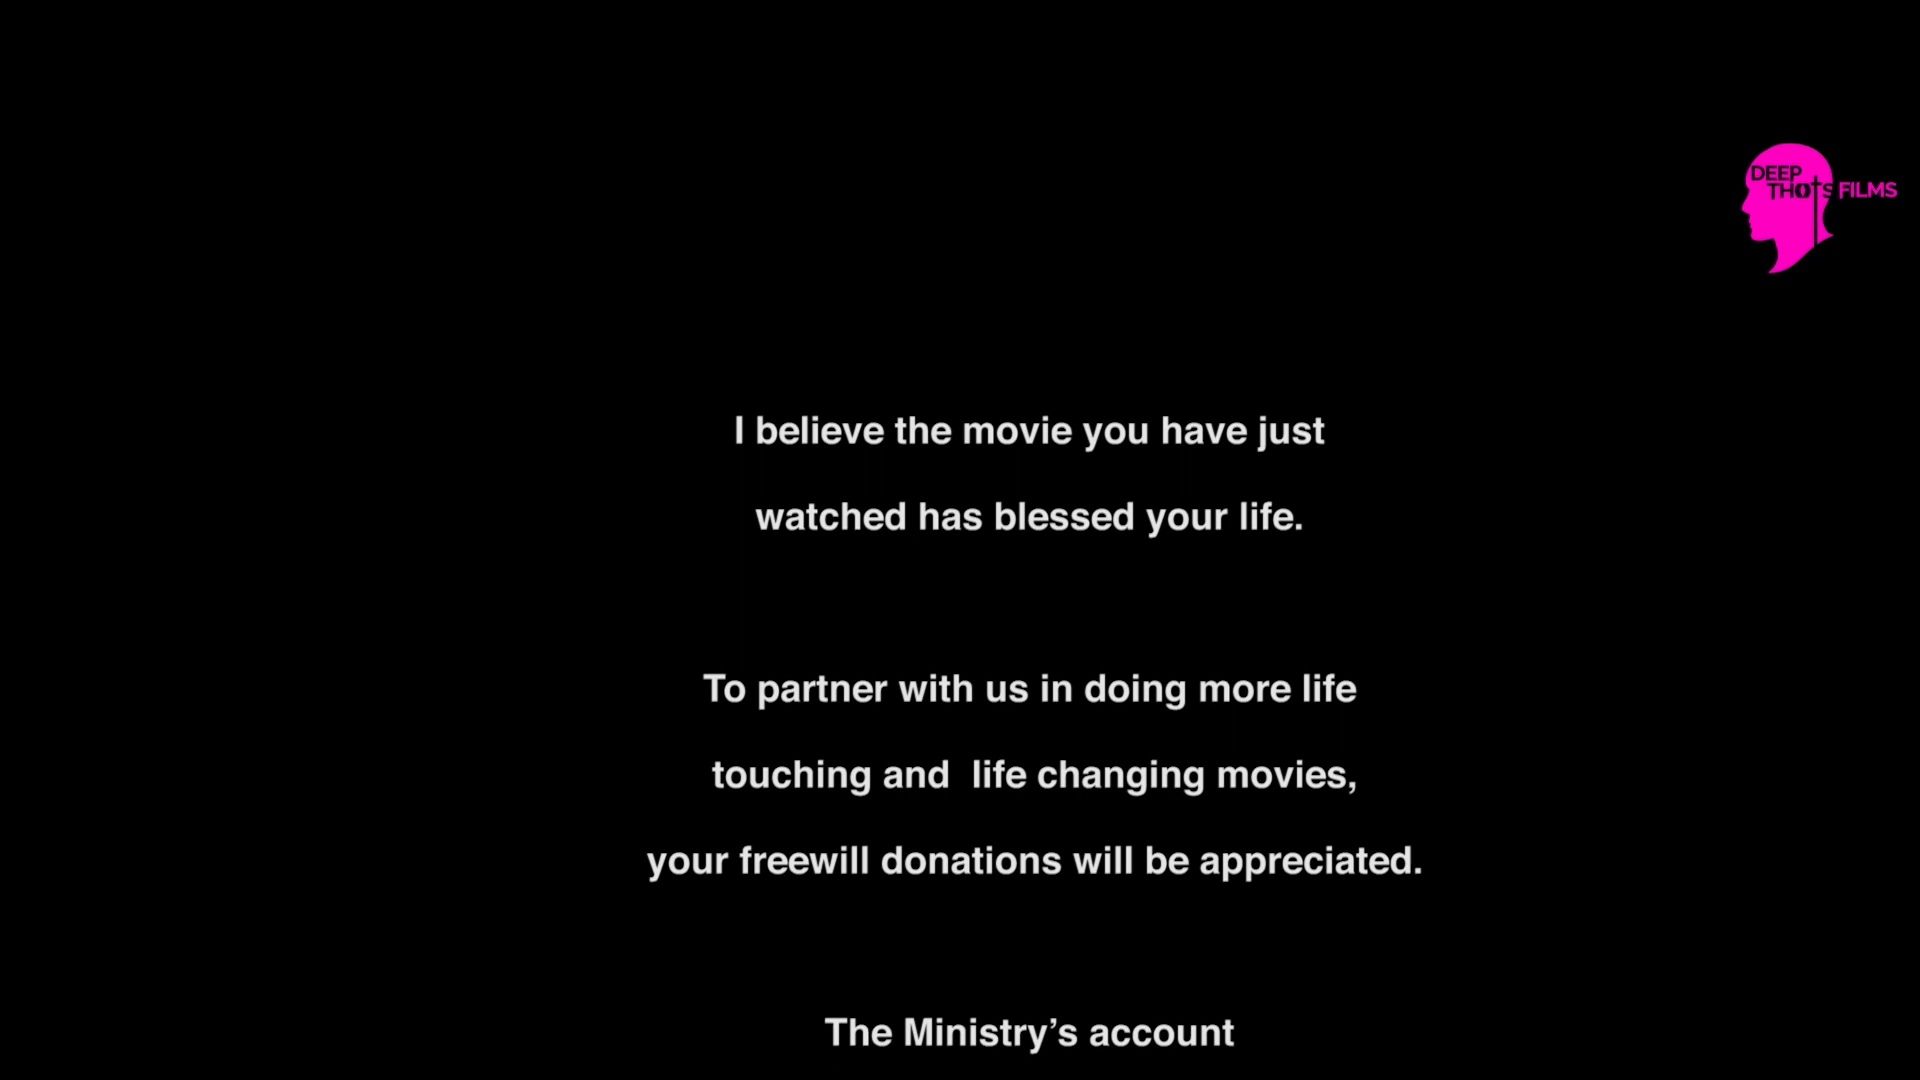 DEEP
THOTS FILMS
I believe the movie you have just
watched has blessed your life.
To partner with us in doing more life
touching and  life changing movies,
your freewill donations will be appreciated.
The Ministry’s account